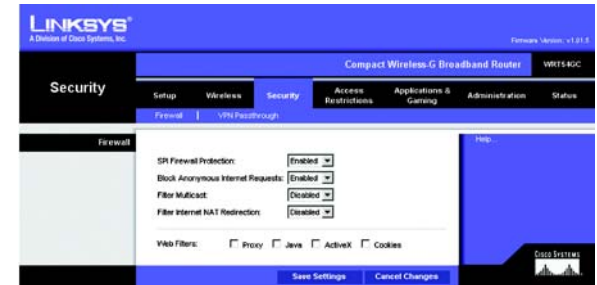 LINKSYS®
A Division of Cisco Systems, Inc.
Firmware Version: v1.01.5
Compact Wireless-G Broadband Router WRT54GC
Security
Setup Wireless Security Access Restrictions Applications & Gaming Administration Status
Firewall | VPN Passthrough
Firewall
Help...
SPI Firewall Protection: Enabled
Block Anonymous Internet Requests: Enabled
Filter Multicast: Disabled
Filter Internet NAT Redirection: Disabled
Web Filters: Proxy Java ActiveX Cookies
Save Settings Cancel Changes
CISCO SYSTEMS